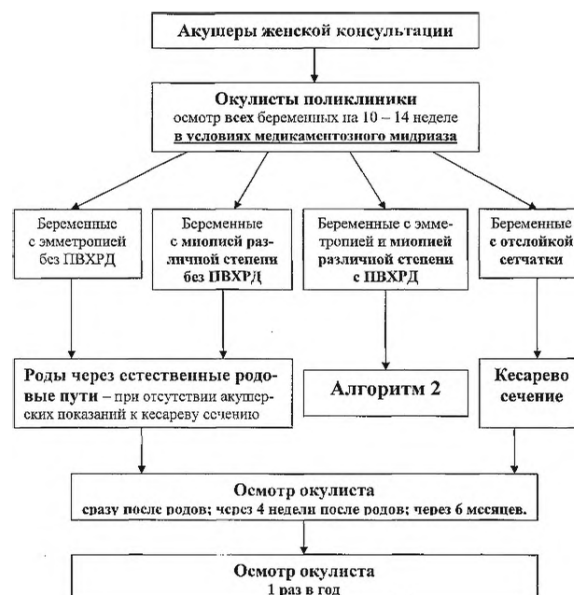 Акушеры женской консультации
Окулисты поликлиники
осмотр всех беременных на 10 – 14 неделе
в условиях медикаментозного мидриаза
Беременные
с эмметропией
без ПВХРД
Беременные
с миопией раз-
личной степени
без ПВХРД
Беременные с эмме-
тропией и миопией
различной степени
с ПВХРД
Беременные
с отслойкой
сетчатки
Роды через естественные родо-
вые пути – при отсутствии акушер-
ских показаний к кесареву сечению
Алгоритм 2
Кесарево
сечение
Осмотр окулиста
сразу после родов; через 4 недели после родов; через 6 месяцев.
Осмотр окулиста
1 раз в год